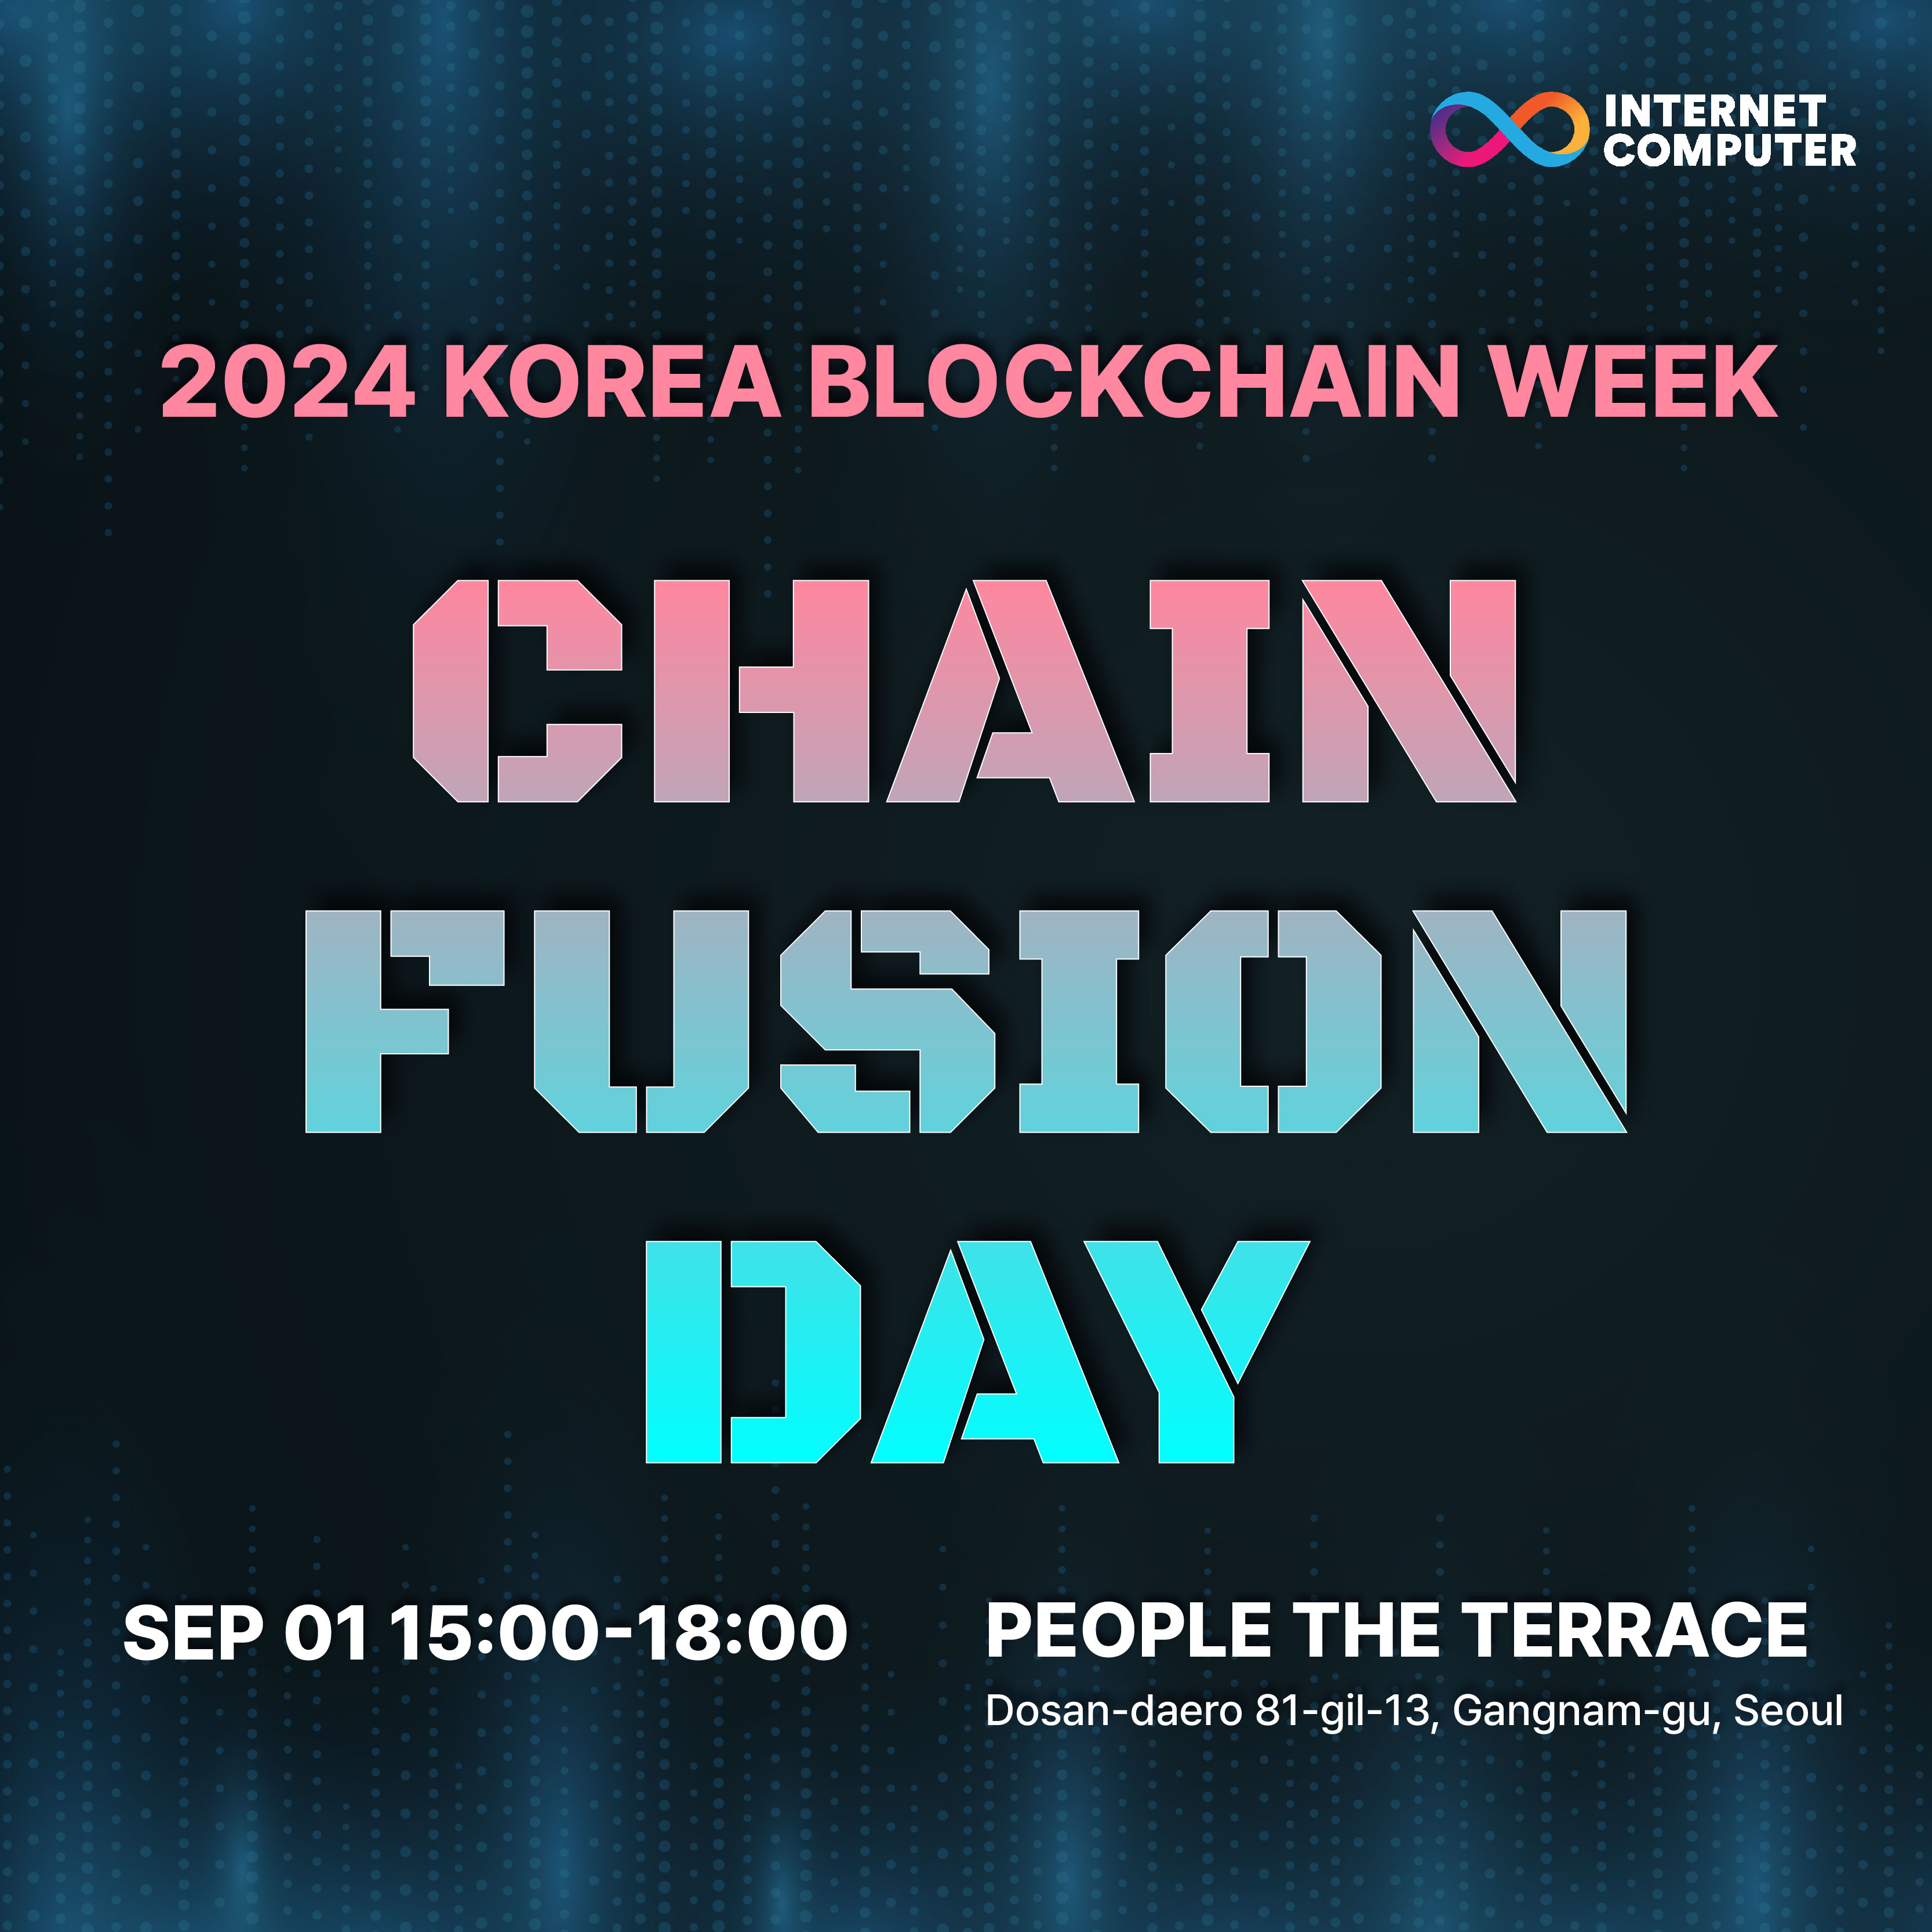 INTERNET
COMPUTER
2024 KOREA BLOCKCHAIN WEEK
CHAIN
FUSION
DAY
SEP 01 15:00-18:00
PEOPLE THE TERRACE
Dosan-daero 81-gil-13, Gangnam-gu, Seoul